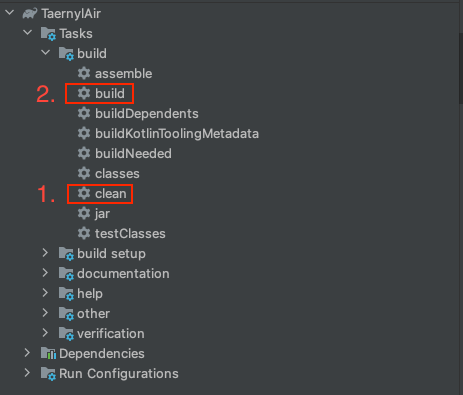 TaernylAir
Tasks
build
assemble
2. build
buildDependents
buildKotlinToolingMetadata
buildNeeded
classes
1. clean
jar
testClasses
build setup
documentation
help
other
verification
Dependencies
Run Configurations